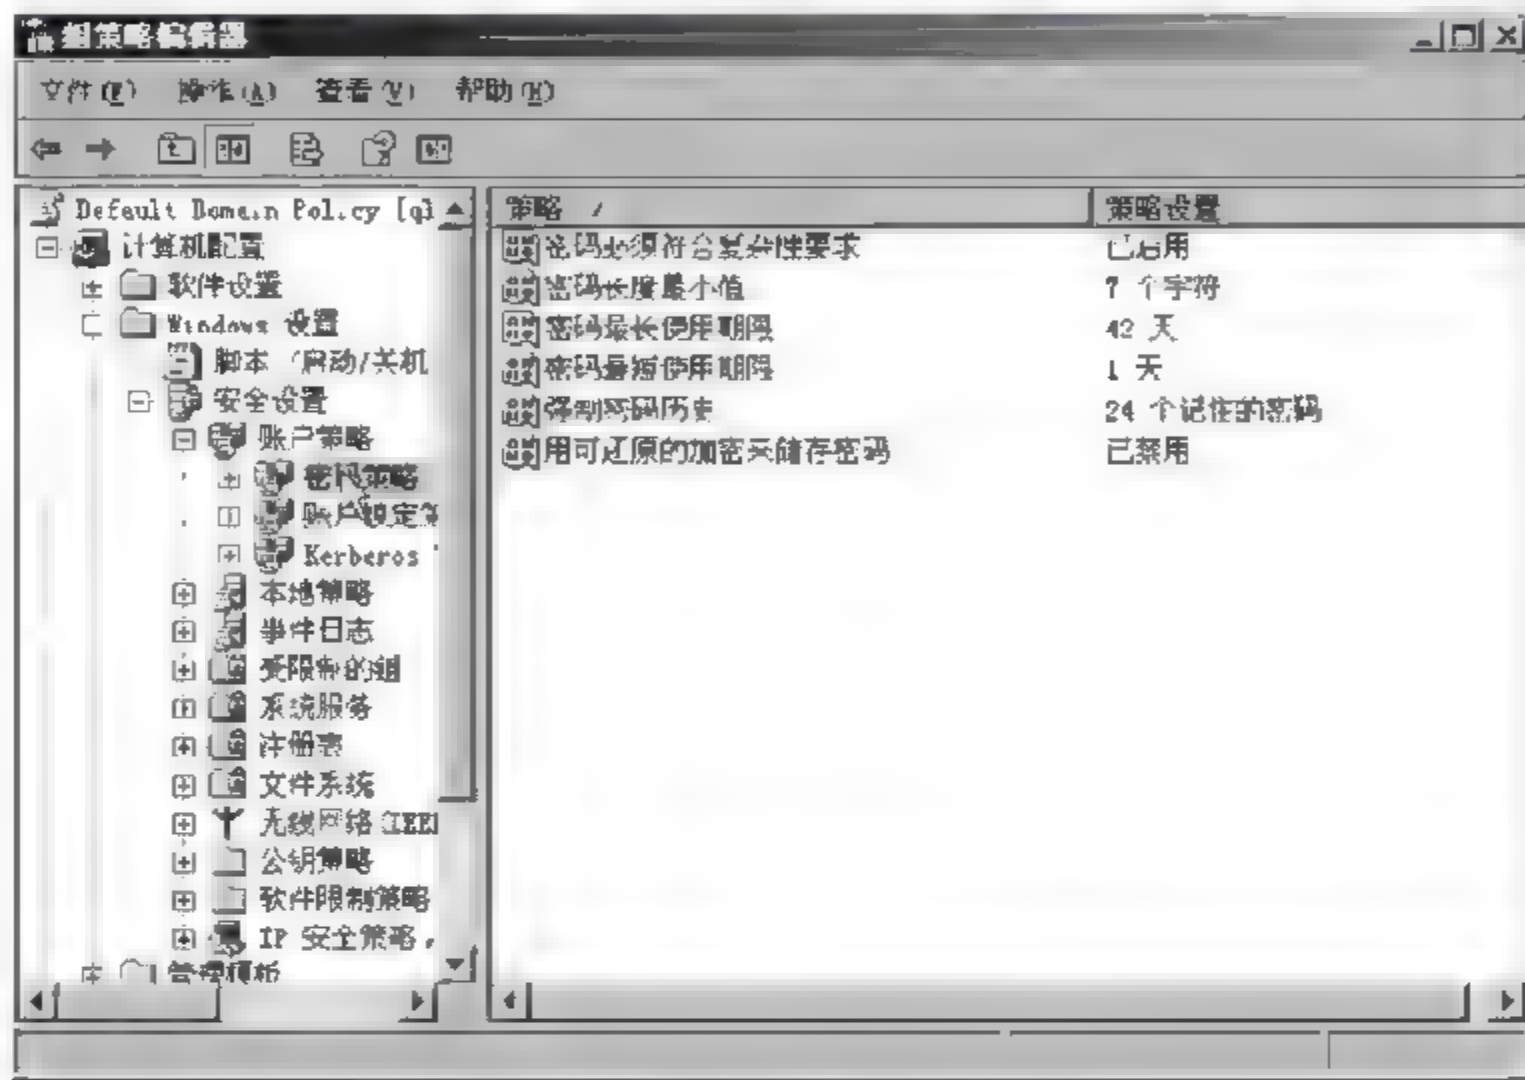 组策略编辑器
文件(F) 操作(A) 查看(V) 帮助(H)
Default Domain Policy [ql
计算机配置
软件设置
Windows 设置
脚本 (启动/关机
安全设置
账户策略
密码策略
账户锁定策
Kerberos
本地策略
事件日志
受限制的组
系统服务
注册表
文件系统
无线网络(IEEE
公钥策略
软件限制策略
IP 安全策略,
管理模板
策略 / 策略设置
密码必须符合复杂性要求 已启用
密码长度最小值 7 个字符
密码最长使用期限 42 天
密码最短使用期限 1 天
强制密码历史 24 个记住的密码
用可还原的加密来储存密码 已禁用